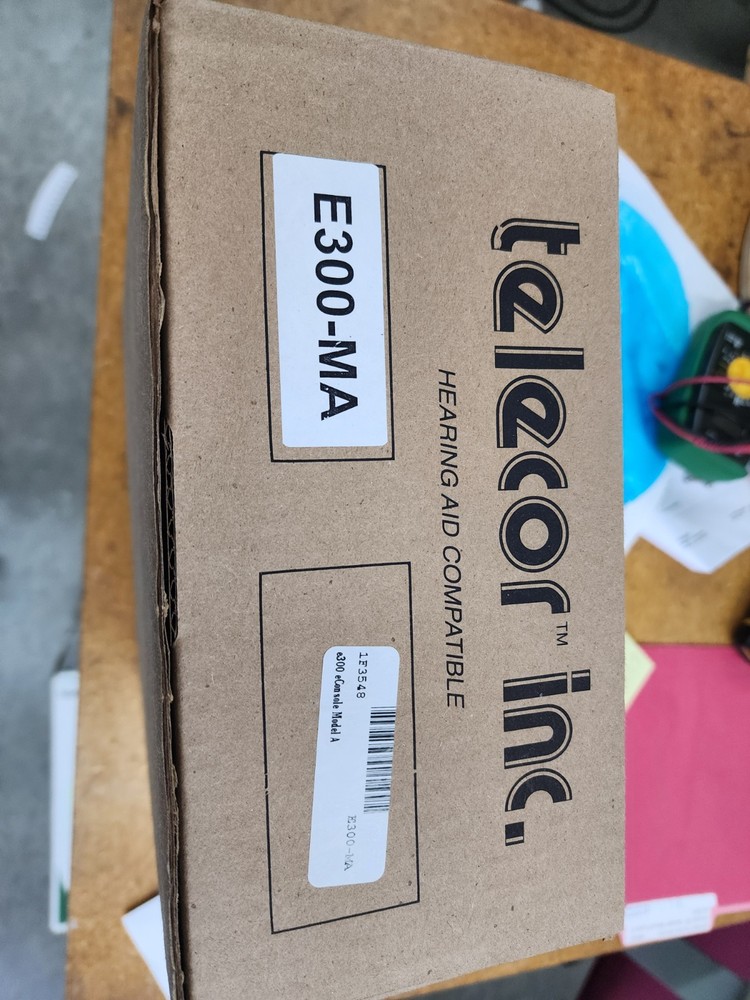 telecor™ inc.
HEARING AID COMPATIBLE
E300-MA
1F3548
e300 eConsole Model A
E300-MA